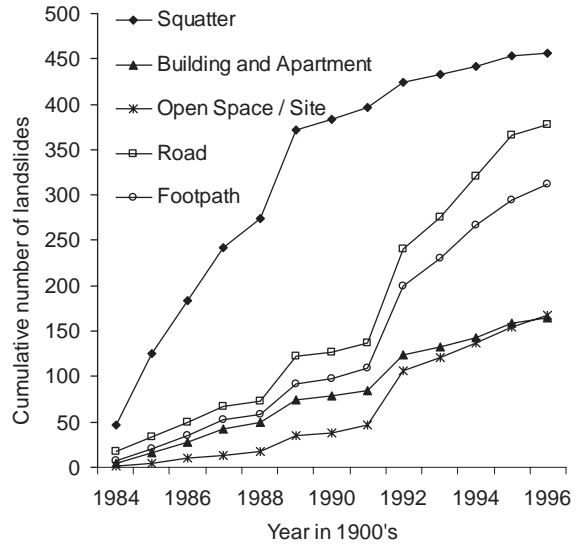 Cumulative number of landslides
500
450
400
350
300
250
200
150
100
50
0
Squatter
Building and Apartment
Open Space / Site
Road
Footpath
1984 1986 1988 1990 1992 1994 1996
Year in 1900's